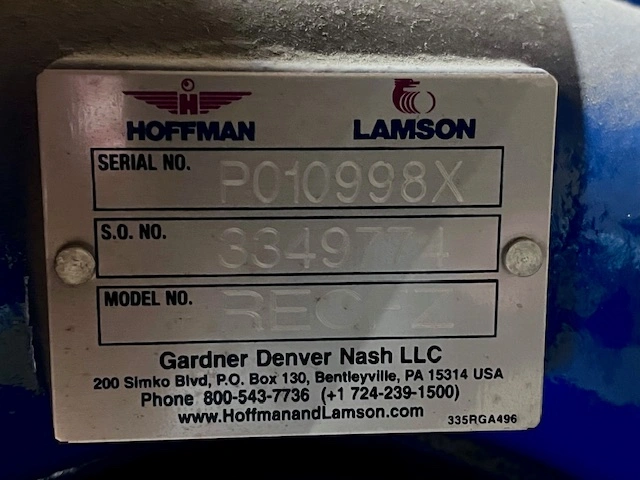 H
HOFFMAN LAMSON
SERIAL NO. P010998X
S.O. NO. 3349774
MODEL NO.
Gardner Denver Nash LLC
200 Simko Blvd, P.O. Box 130, Bentleyville, PA 15314 USA
Phone 800-543-7736 (+1 724-239-1500)
www.HoffmanandLamson.com
335RGA496